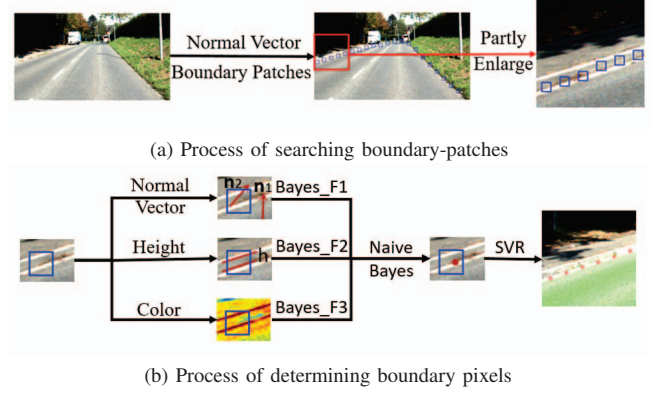 Normal Vector
Boundary Patches
Partly
Enlarge
(a) Process of searching boundary-patches
Normal
Vector
n2 n1
Bayes_F1
Height
h
Bayes_F2
Naive
Bayes
SVR
Color
Bayes_F3
(b) Process of determining boundary pixels